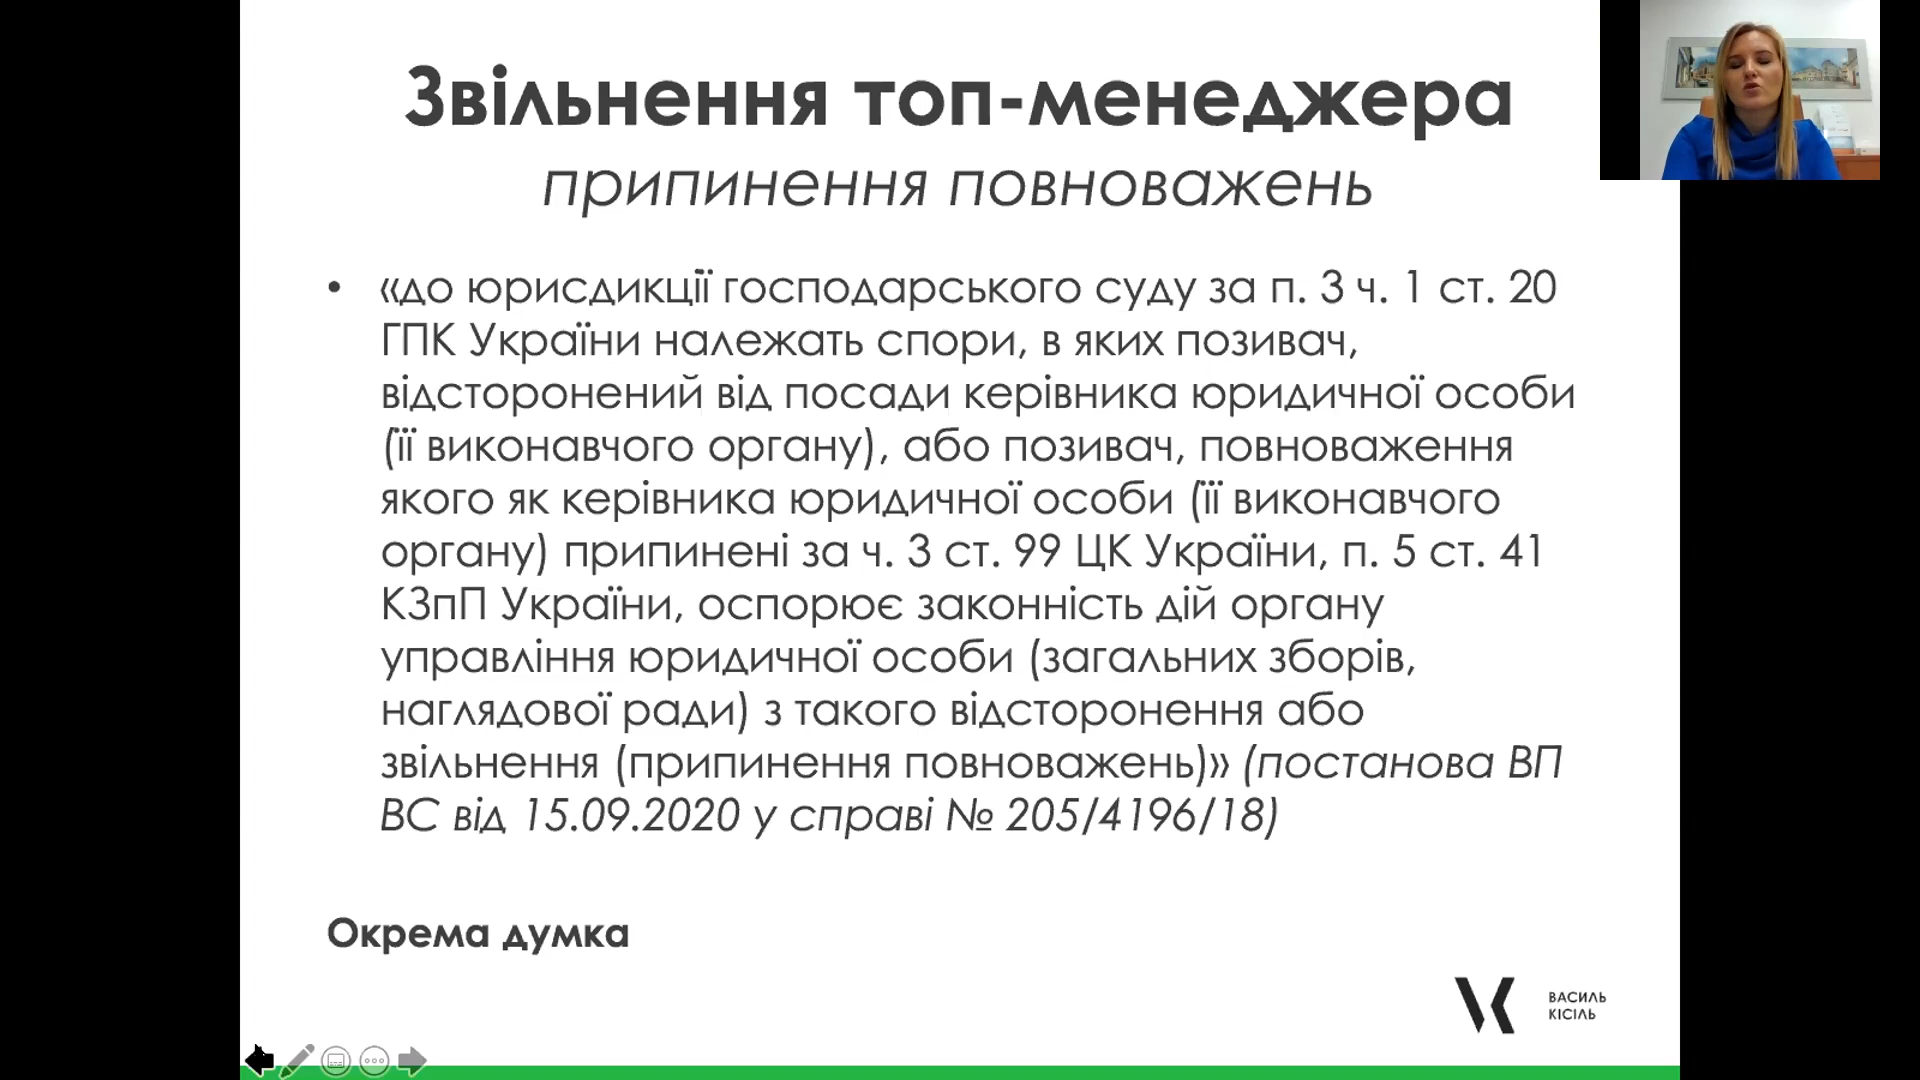 Звільнення топ-менеджера
припинення повноважень
• «до юрисдикції господарського суду за п. 3 ч. 1 ст. 20
ГПК України належать спори, в яких позивач,
відсторонений від посади керівника юридичної особи
(її виконавчого органу), або позивач, повноваження
якого як керівника юридичної особи (її виконавчого
органу) припинені за ч. 3 ст. 99 ЦК України, п. 5 ст. 41
КЗпП України, оспорює законність дій органу
управління юридичної особи (загальних зборів,
наглядової ради) з такого відсторонення або
звільнення (припинення повноважень)» (постанова ВП
ВС від 15.09.2020 у справі № 205/4196/18)
Окрема думка
ВАСИЛЬ
КІСІЛЬ